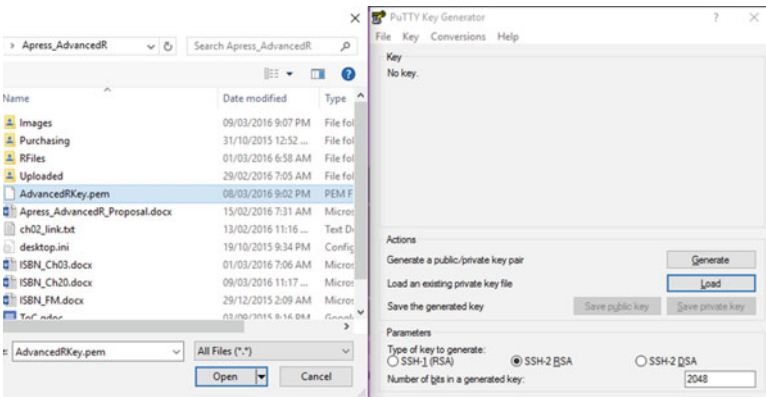 Apress_AdvancedR
Search Apress_AdvancedR
Name Date modified Type
Images 09/03/2016 9:07 PM File fol
Purchasing 31/10/2015 12:52 ... File fol
RFiles 01/03/2016 6:58 AM File fol
Uploaded 29/02/2016 7:05 AM File fol
AdvancedRKey.pem 08/03/2016 9:02 PM PEM F
Apress_AdvancedR_Proposal.docx 15/02/2016 7:31 AM Micros
ch02_link.txt 13/02/2016 11:16 ... Text D
desktop.ini 19/10/2015 9:34 PM Config
ISBN_Ch03.docx 01/03/2016 7:06 AM Micros
ISBN_Ch20.docx 09/03/2016 11:17 ... Micros
ISBN_FM.docx 29/12/2015 2:09 AM Micros
AdvancedRKey.pem
All Files (*.*)
Open
Cancel
PuTTY Key Generator
File Key Conversions Help
Key
No key.
Actions
Generate a public/private key pair
Generate
Load an existing private key file
Load
Save the generated key
Save public key
Save private key
Parameters
Type of key to generate:
SSH-1 (RSA)
SSH-2 RSA
SSH-2 DSA
Number of bits in a generated key:
2048